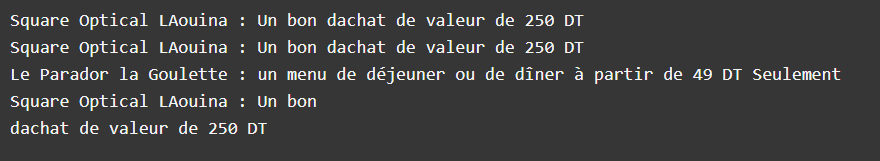 Square Optical LAouina : Un bon dachat de valeur de 250 DT
Square Optical LAouina : Un bon dachat de valeur de 250 DT
Le Parador la Goulette : un menu de déjeuner ou de dîner à partir de 49 DT Seulement
Square Optical LAouina : Un bon
dachat de valeur de 250 DT